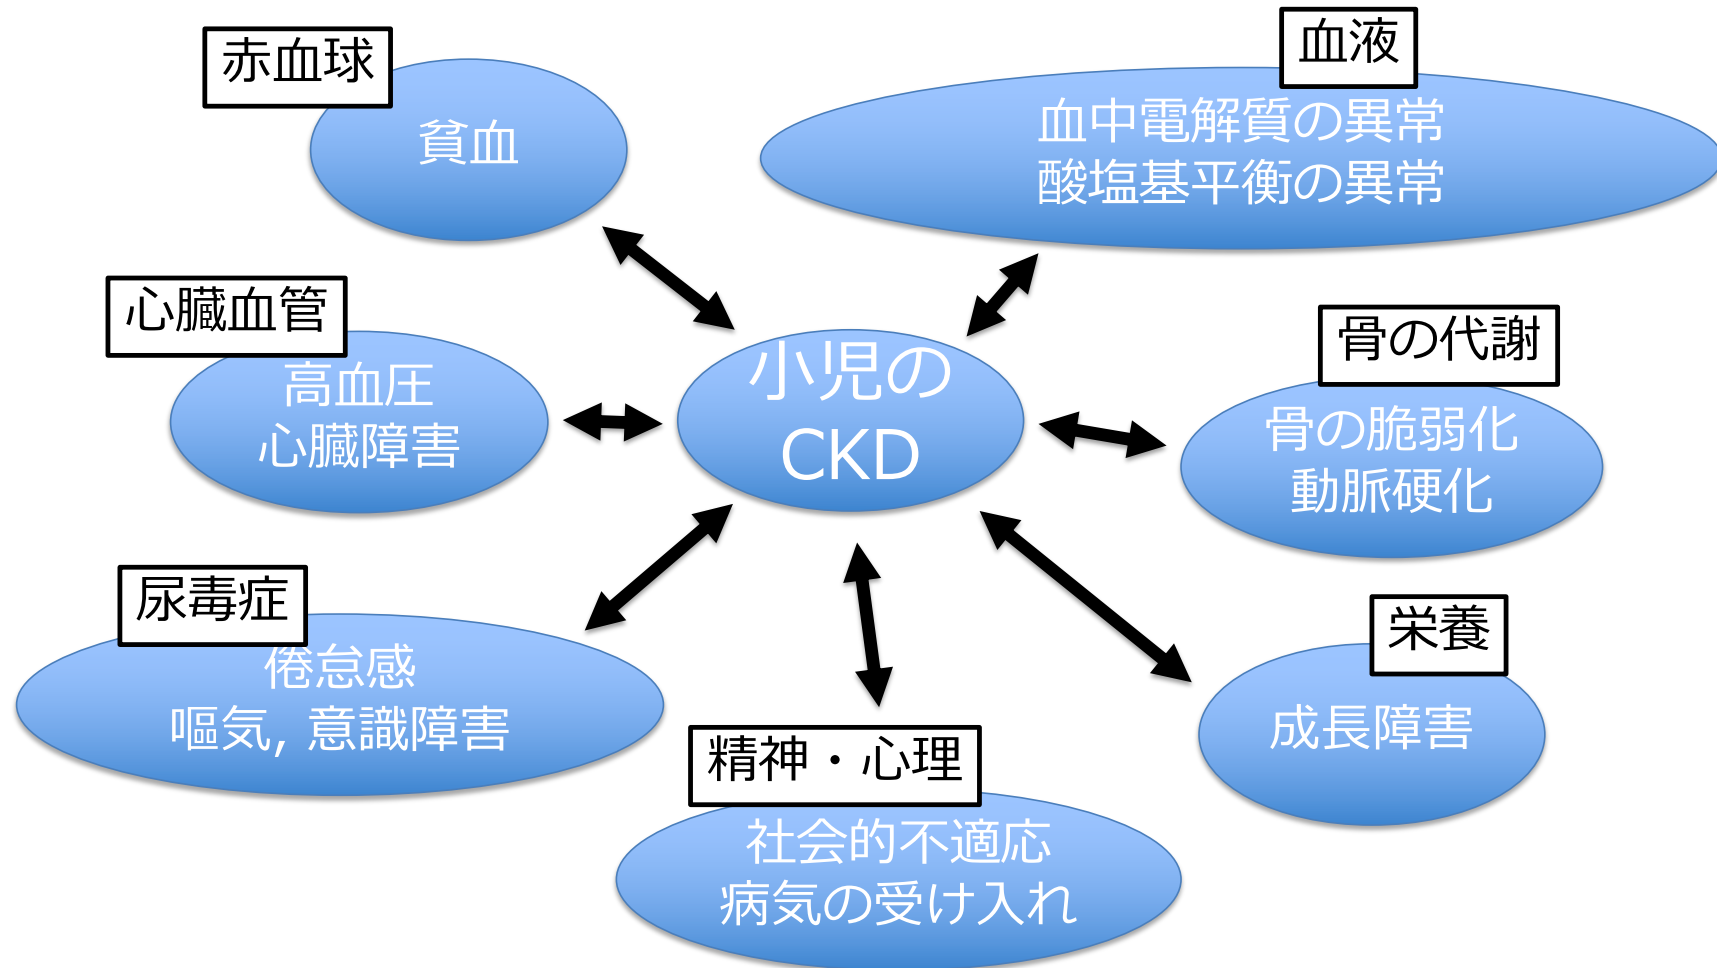 赤血球
貧血
血液
血中電解質の異常
酸塩基平衡の異常
心臓血管
高血圧
心臓障害
小児の
CKD
骨の代謝
骨の脆弱化
動脈硬化
尿毒症
倦怠感
嘔気, 意識障害
精神・心理
社会的不適応
病気の受け入れ
栄養
成長障害